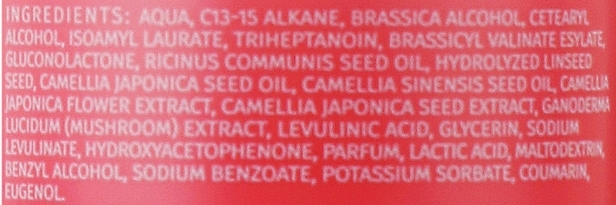 INGREDIENTS: AQUA, C13-15 ALKANE, BRASSICA ALCOHOL, CETEARYL
ALCOHOL, ISOAMYL LAURATE, TRIHEPTANOIN, BRASSICYL VALINATE ESYLATE,
GLUCONOLACTONE, RICINUS COMMUNIS SEED OIL, HYDROLYZED LINSEED
SEED, CAMELLIA JAPONICA SEED OIL, CAMELLIA SINENSIS SEED OIL, CAMELLIA
JAPONICA FLOWER EXTRACT, CAMELLIA JAPONICA SEED EXTRACT, GANODERMA
LUCIDUM (MUSHROOM) EXTRACT, LEVULINIC ACID, GLYCERIN, SODIUM
LEVULINATE, HYDROXYACETOPHENONE, PARFUM, LACTIC ACID, MALTODEXTRIN,
BENZYL ALCOHOL, SODIUM BENZOATE, POTASSIUM SORBATE, COUMARIN,
EUGENOL.